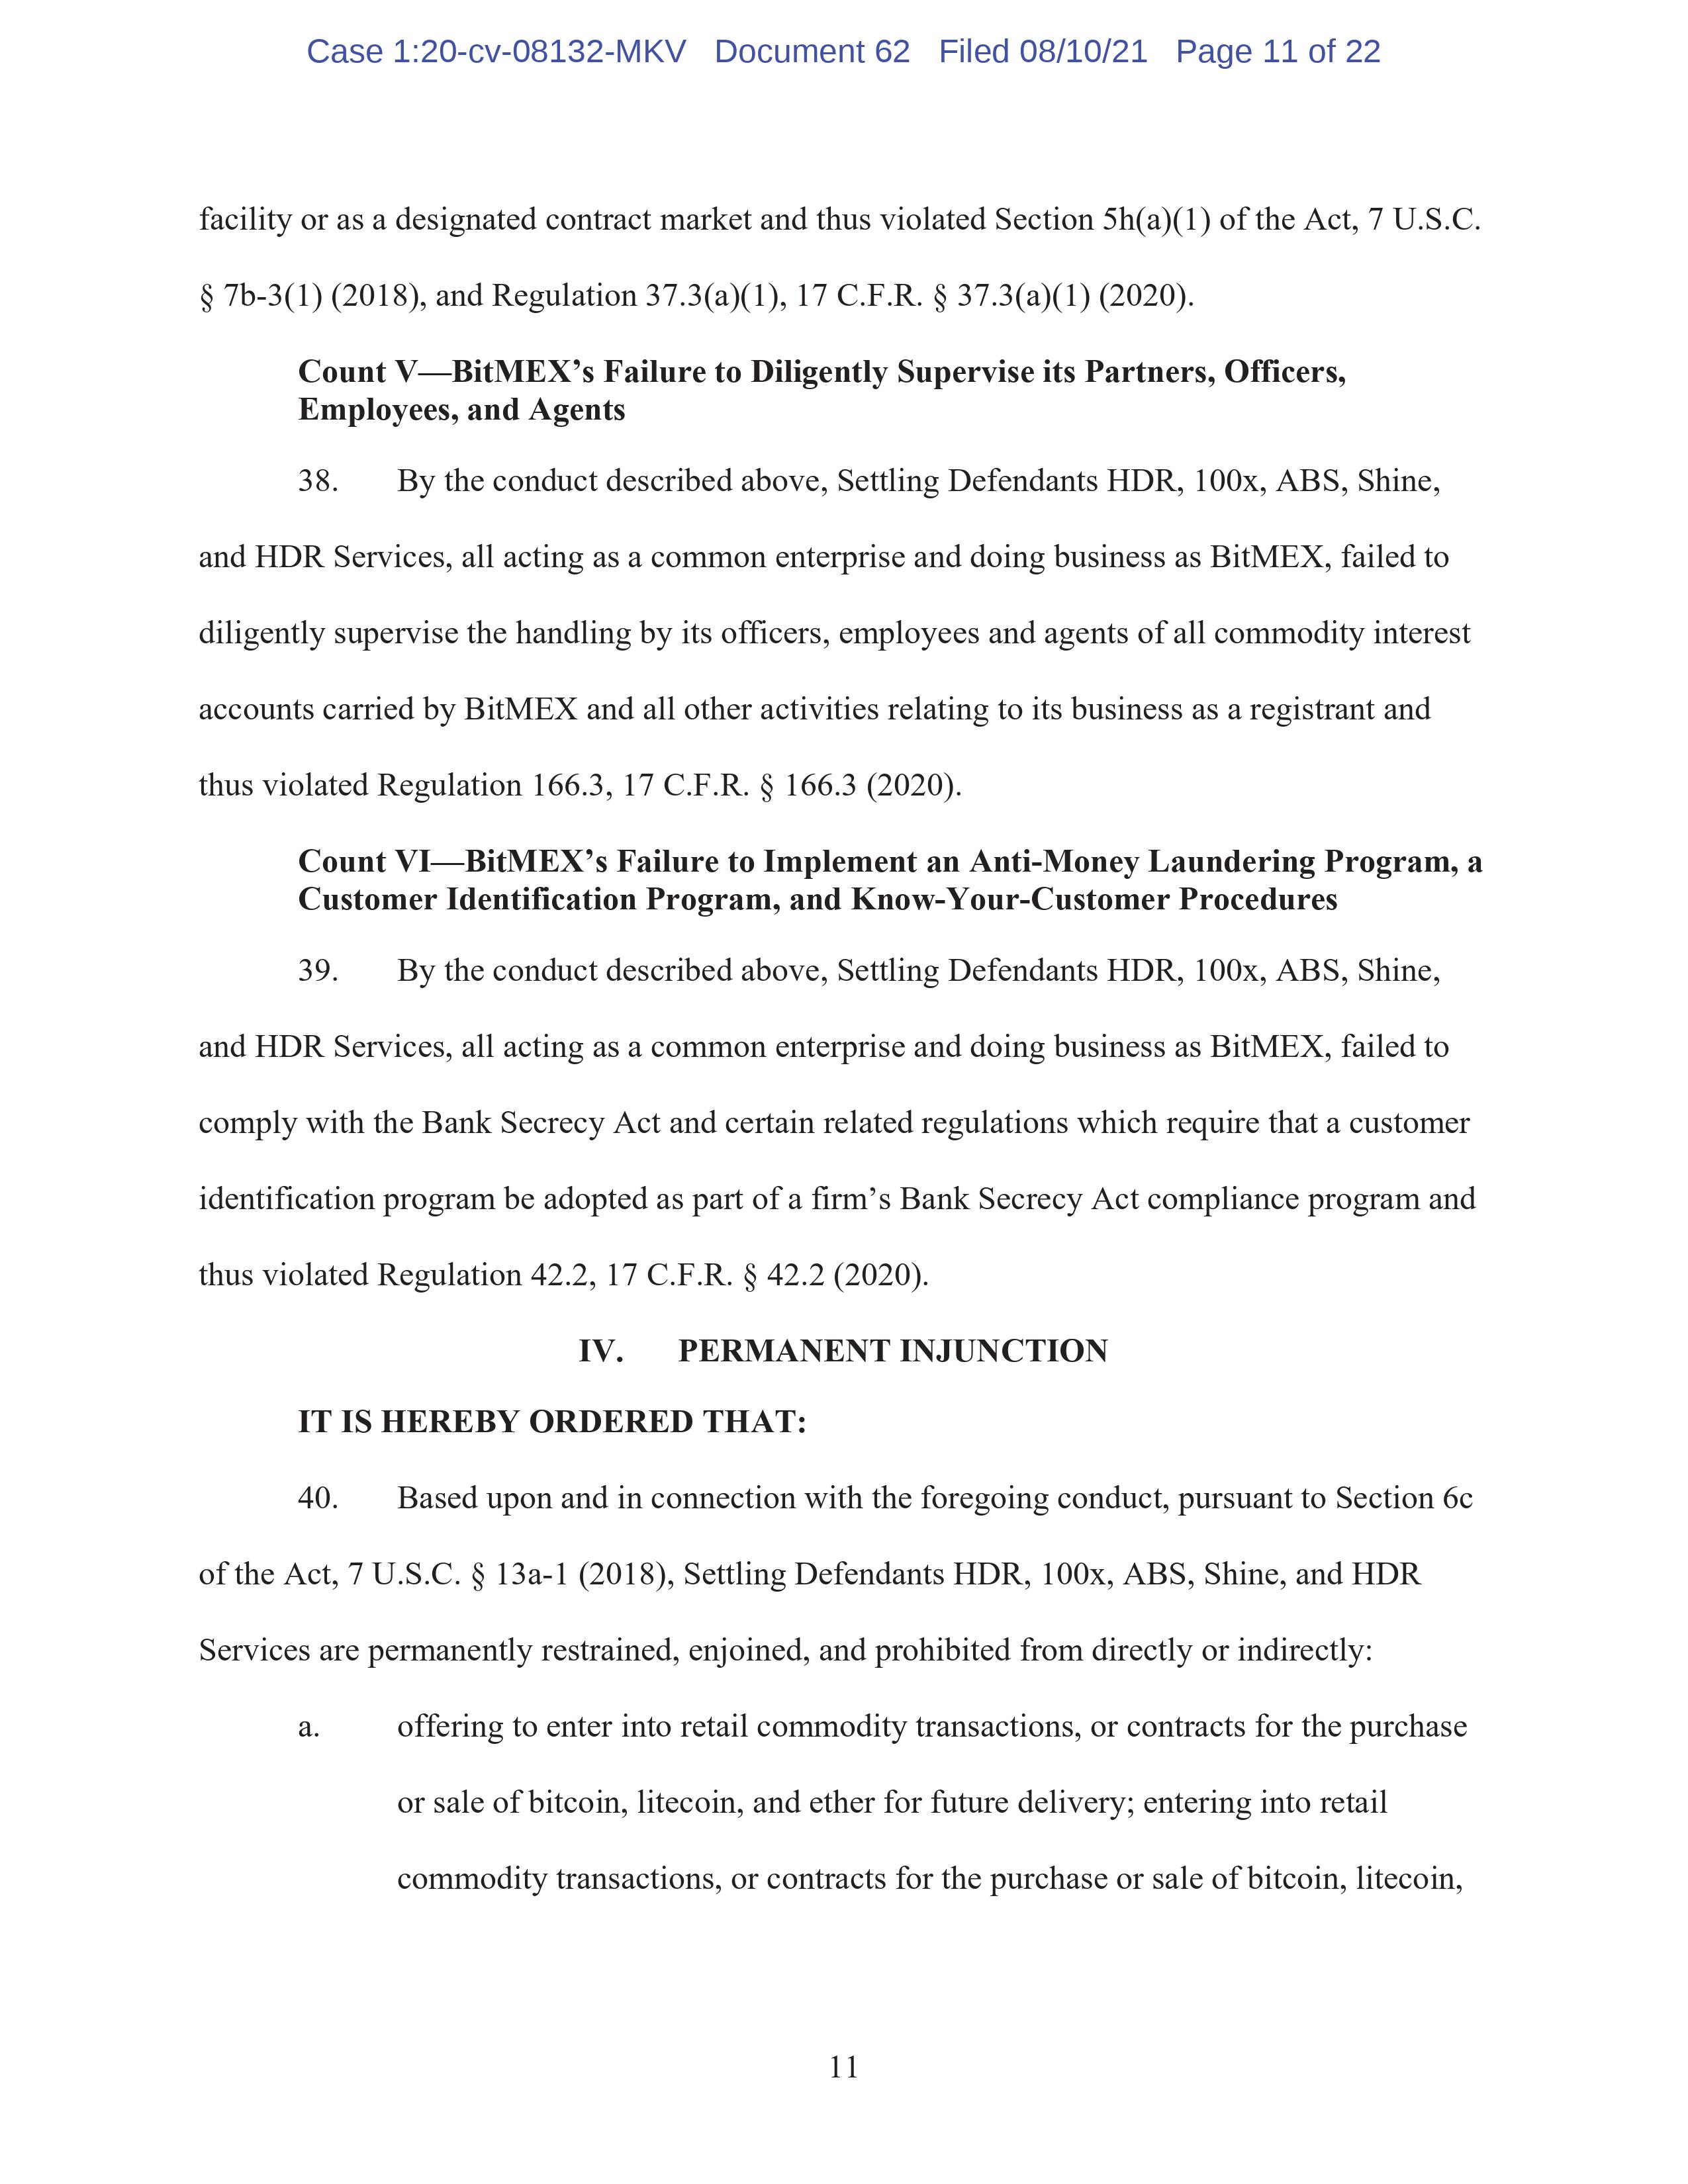 Case 1:20-cv-08132-MKV Document 62 Filed 08/10/21 Page 11 of 22
facility or as a designated contract market and thus violated Section 5h(a)(1) of the Act, 7 U.S.C.
§ 7b-3(1) (2018), and Regulation 37.3(a)(1), 17 C.F.R. § 37.3(a)(1) (2020).
Count V—BitMEX’s Failure to Diligently Supervise its Partners, Officers,
Employees, and Agents
38. By the conduct described above, Settling Defendants HDR, 100x, ABS, Shine,
and HDR Services, all acting as a common enterprise and doing business as BitMEX, failed to
diligently supervise the handling by its officers, employees and agents of all commodity interest
accounts carried by BitMEX and all other activities relating to its business as a registrant and
thus violated Regulation 166.3, 17 C.F.R. § 166.3 (2020).
Count VI—BitMEX’s Failure to Implement an Anti-Money Laundering Program, a
Customer Identification Program, and Know-Your-Customer Procedures
39. By the conduct described above, Settling Defendants HDR, 100x, ABS, Shine,
and HDR Services, all acting as a common enterprise and doing business as BitMEX, failed to
comply with the Bank Secrecy Act and certain related regulations which require that a customer
identification program be adopted as part of a firm’s Bank Secrecy Act compliance program and
thus violated Regulation 42.2, 17 C.F.R. § 42.2 (2020).
IV. PERMANENT INJUNCTION
IT IS HEREBY ORDERED THAT:
40. Based upon and in connection with the foregoing conduct, pursuant to Section 6c
of the Act, 7 U.S.C. § 13a-1 (2018), Settling Defendants HDR, 100x, ABS, Shine, and HDR
Services are permanently restrained, enjoined, and prohibited from directly or indirectly:
a. offering to enter into retail commodity transactions, or contracts for the purchase
or sale of bitcoin, litecoin, and ether for future delivery; entering into retail
commodity transactions, or contracts for the purchase or sale of bitcoin, litecoin,
11